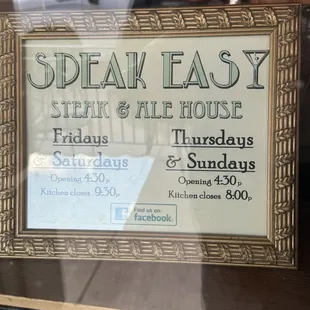 SPEAK EASY
STEAK & ALE HOUSE
Fridays
& Saturdays
Opening 4:30p
Kitchen closes 9:30p
Thursdays
& Sundays
Opening 4:30p
Kitchen closes 8:00p
Find us on
facebook